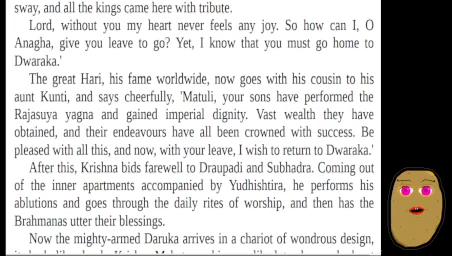 sway, and all the kings came here with tribute.
Lord, without you my heart never feels any joy. So how can I, O
Anagha, give you leave to go? Yet, I know that you must go home to
Dwaraka.'
The great Hari, his fame worldwide, now goes with his cousin to his
aunt Kunti, and says cheerfully, 'Matuli, your sons have performed the
Rajasuya yagna and gained imperial dignity. Vast wealth they have
obtained, and their endeavours have all been crowned with success. Be
pleased with all this, and now, with your leave, I wish to return to Dwaraka.'
After this, Krishna bids farewell to Draupadi and Subhadra. Coming out
of the inner apartments accompanied by Yudhishtira, he performs his
ablutions and goes through the daily rites of worship, and then has the
Brahmanas utter their blessings.
Now the mighty-armed Daruka arrives in a chariot of wondrous design,